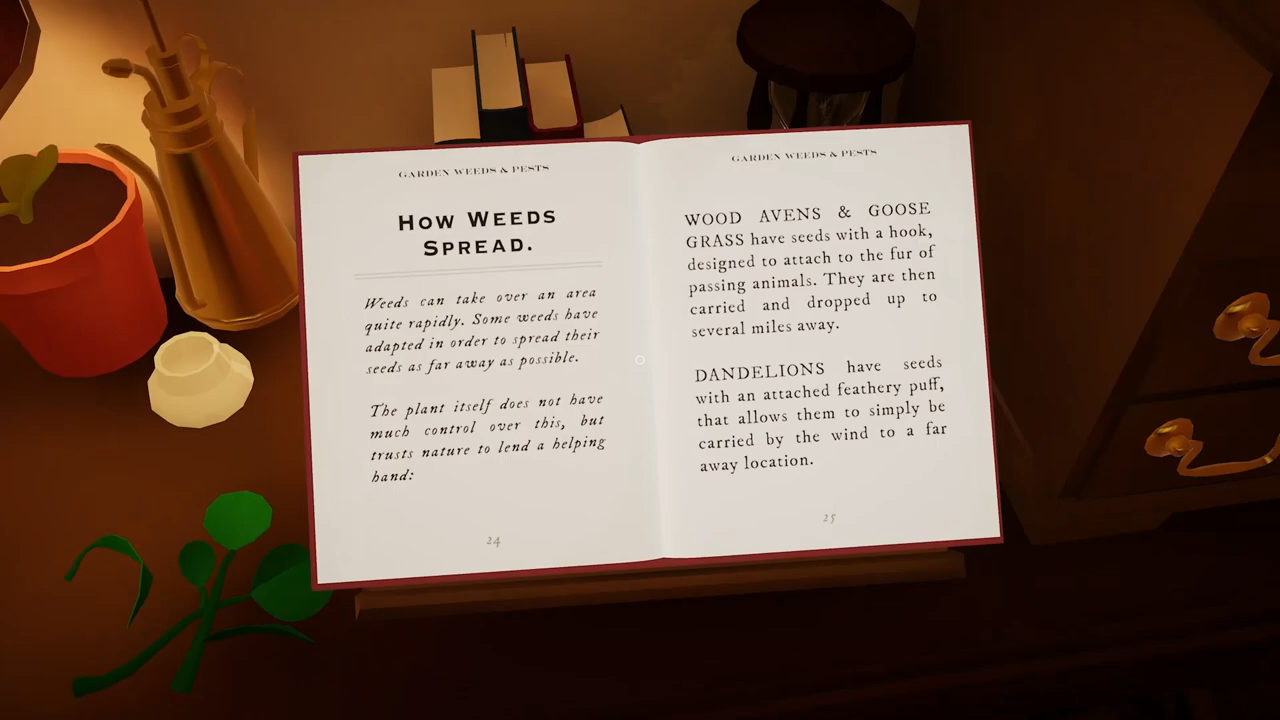 GARDEN WEEDS & PESTS
HOW WEEDS
SPREAD.
Weeds can take over an area
quite rapidly. Some weeds have
adapted in order to spread their
seeds as far away as possible.
The plant itself does not have
much control over this, but
trusts nature to lend a helping
hand:
24
GARDEN WEEDS & PESTS
WOOD AVENS & GOOSE
GRASS have seeds with a hook,
designed to attach to the fur of
passing animals. They are then
carried and dropped up to
several miles away.
DANDELIONS have seeds
with an attached feathery puff,
that allows them to simply be
carried by the wind to a far
away location.
25